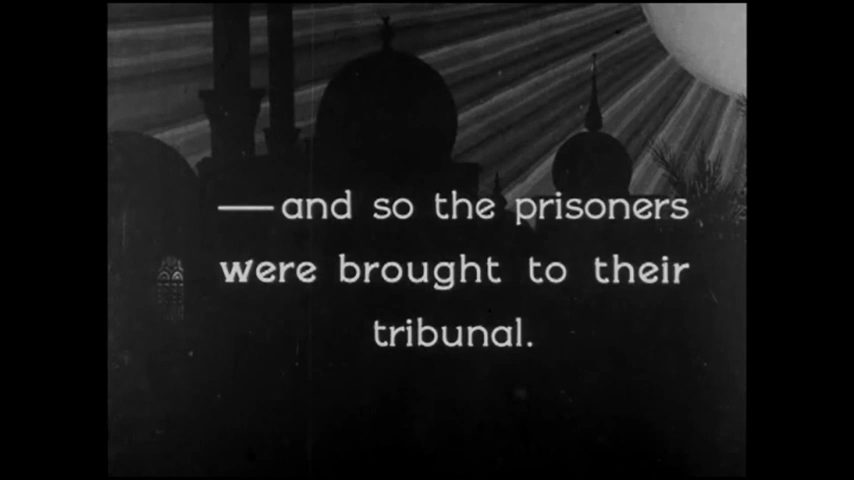 —and so the prisoners
were brought to their
tribunal.